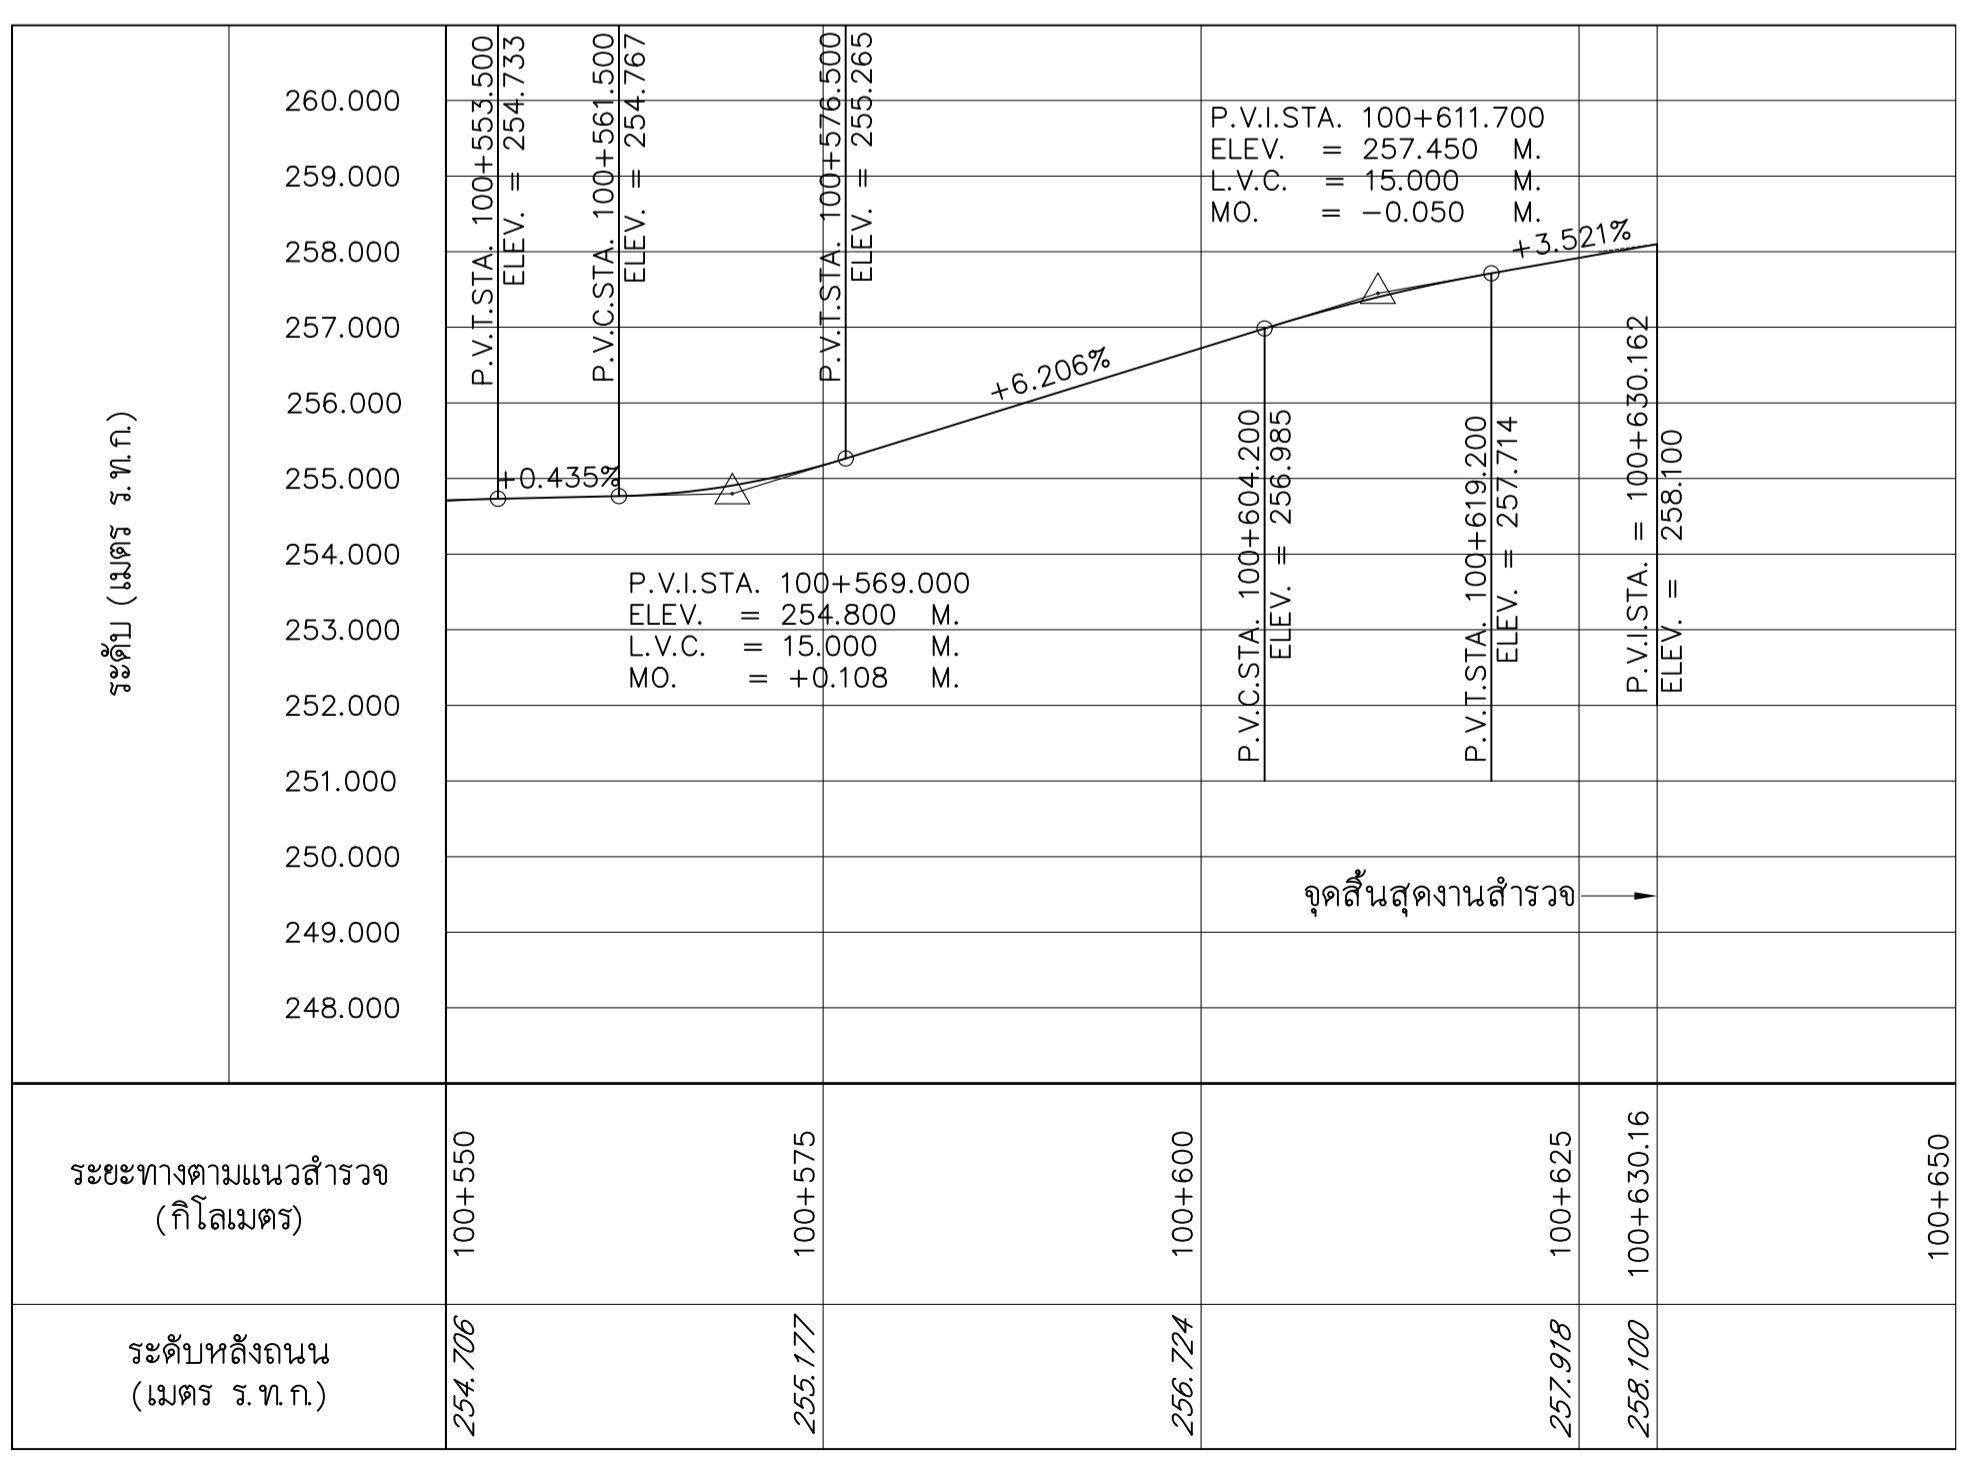 ระดับ (เมตร ร.ท.ก.)
260.000
259.000
258.000
257.000
256.000
255.000
254.000
253.000
252.000
251.000
250.000
249.000
248.000
P.V.T.STA. 100+553.500
ELEV. = 254.733
P.V.C.STA. 100+561.500
ELEV. = 254.767
P.V.T.STA. 100+576.500
ELEV. = 255.265
P.V.I.STA. 100+611.700
ELEV. = 257.450 M.
L.V.C. = 15.000 M.
MO. = -0.050 M.
+3.521%
+6.206%
+0.435%
P.V.I.STA. 100+569.000
ELEV. = 254.800 M.
L.V.C. = 15.000 M.
MO. = +0.108 M.
P.V.C.STA. 100+604.200
ELEV. = 256.985
P.V.T.STA. 100+619.200
ELEV. = 257.714
P.V.I.STA. = 100+630.162
ELEV. = 258.100
จุดสิ้นสุดงานสำรวจ
ระยะทางตามแนวสำรวจ
(กิโลเมตร)
100+550
100+575
100+600
100+625
100+630.16
100+650
ระดับหลังถนน
(เมตร ร.ท.ก.)
254.706
255.177
256.724
257.918
258.100